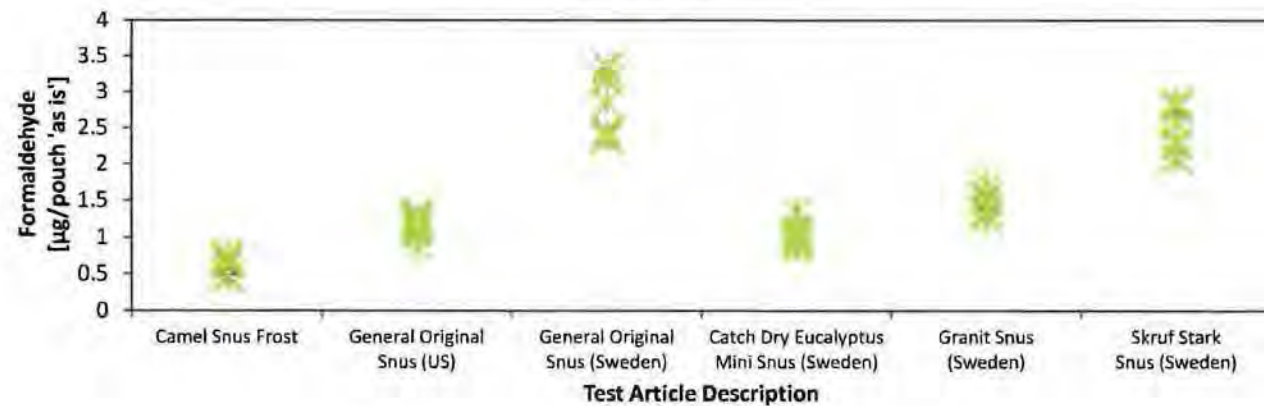 Formaldehyde
[µg/pouch 'as is']
4
3.5
3
2.5
2
1.5
1
0.5
0
Camel Snus Frost
General Original
Snus (US)
General Original
Snus (Sweden)
Catch Dry Eucalyptus
Mini Snus (Sweden)
Granit Snus
(Sweden)
Skruf Stark
Snus (Sweden)
Test Article Description